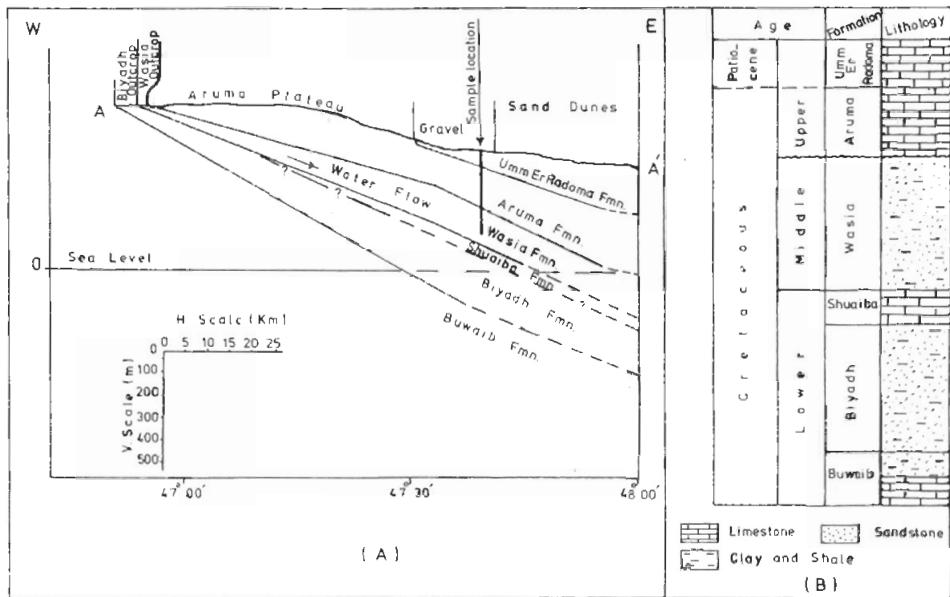 W
E
Biyadh
Outcrop
Wasia
Outcrop
Sample location
A
Aruma Plateau
Gravel
Sand Dunes
A'
Umm Er Radoma Fmn.
Water Flow
?
?
Aruma Fmn.
Wasia Fmn.
Shuaiba Fmn.
0
Sea Level
Biyadh Fmn.
Buwaib Fmn.
H Scale (Km)
0 5 10 15 20 25
V. Scale (m)
0
100
200
300
400
500
47°00'
47°30'
48°00'
(A)
Age
Formation
Lithology
Palio-
cene
Umm
Er
Radoma
Cretaceous
Upper
Aruma
Middle
Wasia
Lower
Shuaiba
Biyadh
Buwaib
Limestone
Sandstone
Clay and Shale
(B)